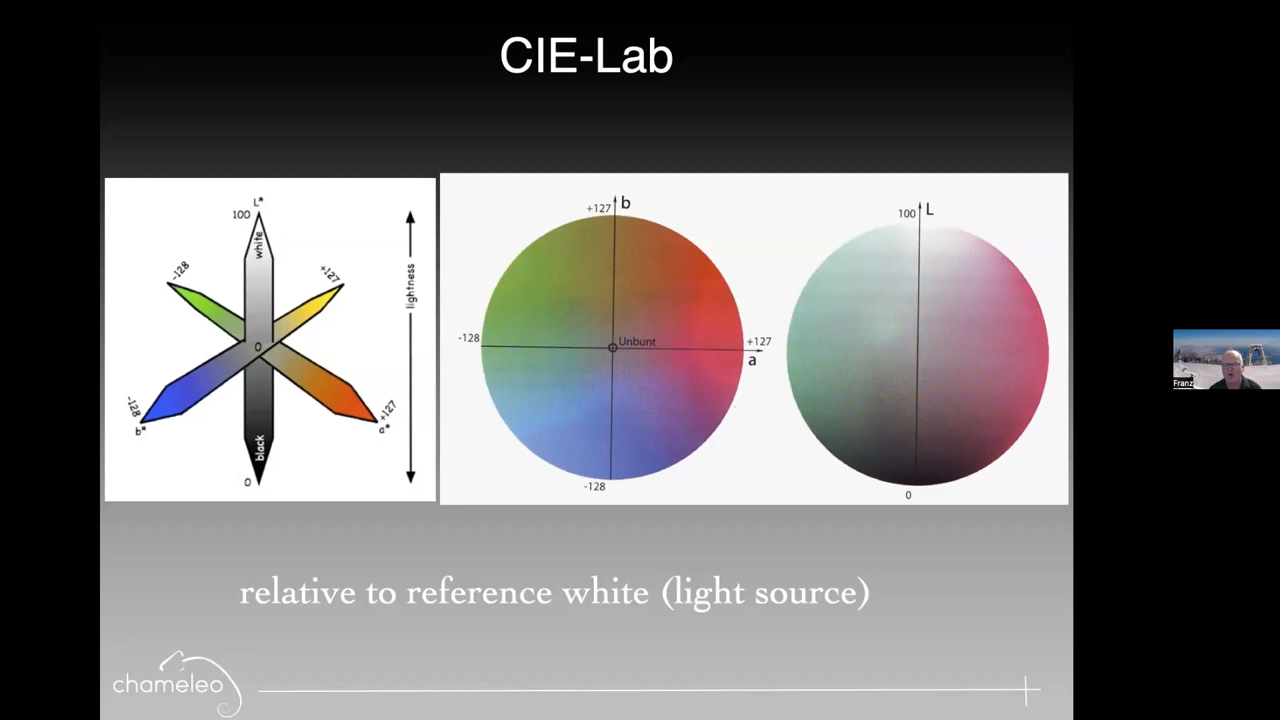 CIE-Lab
L*
100
white
-128
+127
lightness
0
-128
b*
+127
a*
black
0
+127
b
-128
Unbunt
+127
a
-128
100
L
0
relative to reference white (light source)
chameleo
Franz